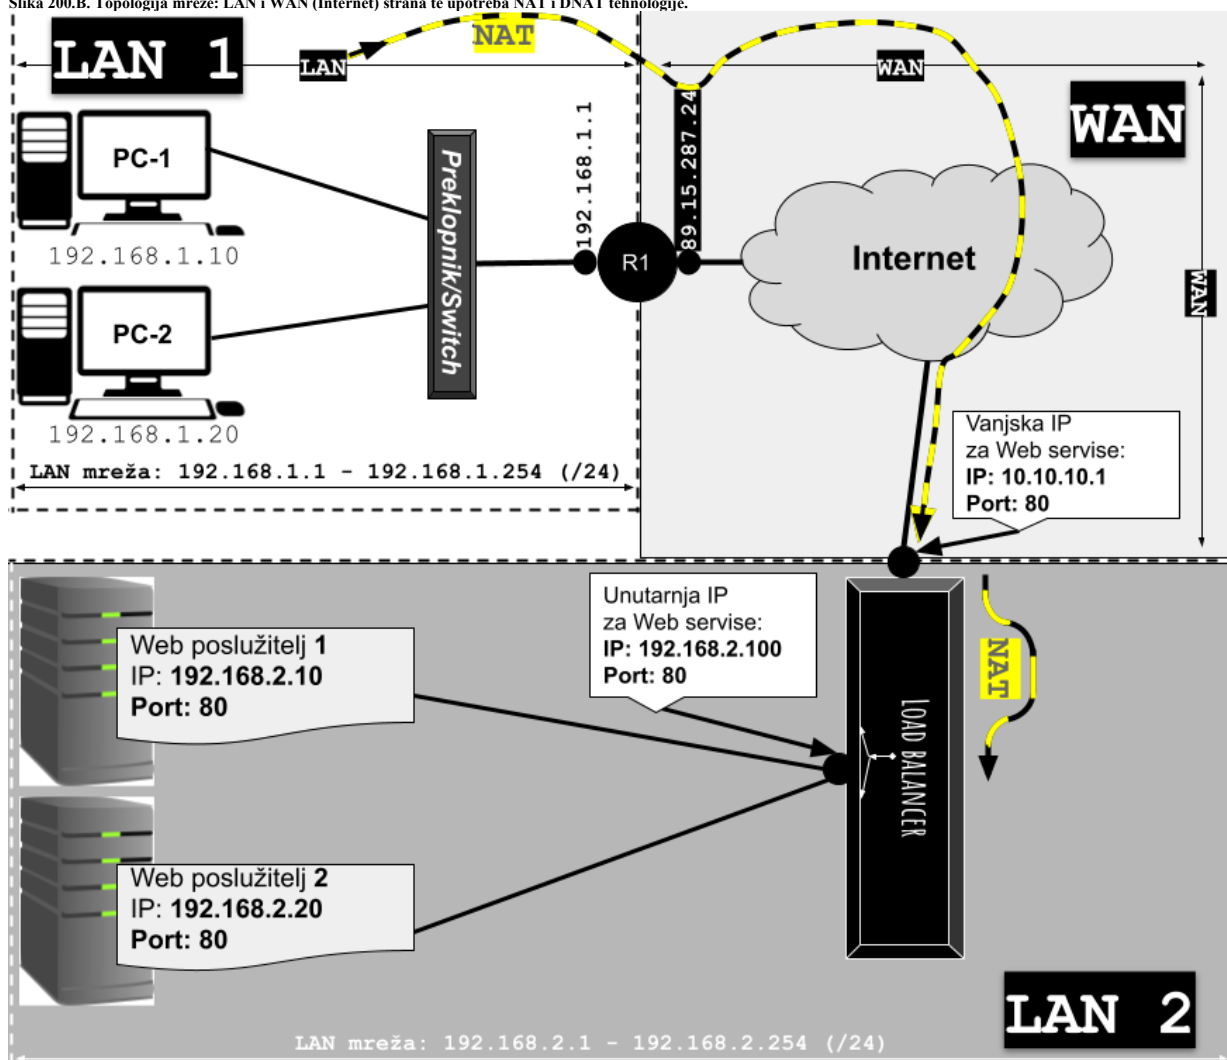 Slika 200.B. Topologija mreže: LAN i WAN (Internet) strana te upotreba NAT i DNAT tehnologije.
NAT
LAN 1
LAN
WAN
WAN
PC-1
192.168.1.10
PC-2
192.168.1.20
Preklopnik/Switch
192.168.1.1
R1
89.15.287.24
Internet
WAN
LAN mreža: 192.168.1.1 - 192.168.1.254 (/24)
Vanjska IP
za Web servise:
IP: 10.10.10.1
Port: 80
Unutarnja IP
za Web servise:
IP: 192.168.2.100
Port: 80
NAT
LOAD BALANCER
Web poslužitelj 1
IP: 192.168.2.10
Port: 80
Web poslužitelj 2
IP: 192.168.2.20
Port: 80
LAN 2
LAN mreža: 192.168.2.1 - 192.168.2.254 (/24)